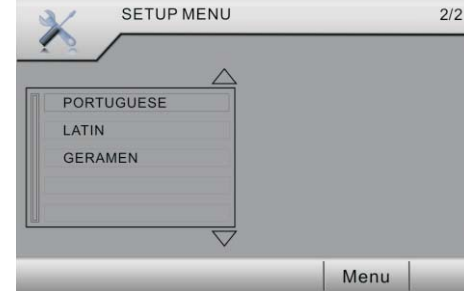 SETUP MENU
2/2
PORTUGUESE
LATIN
GERAMEN
Menu